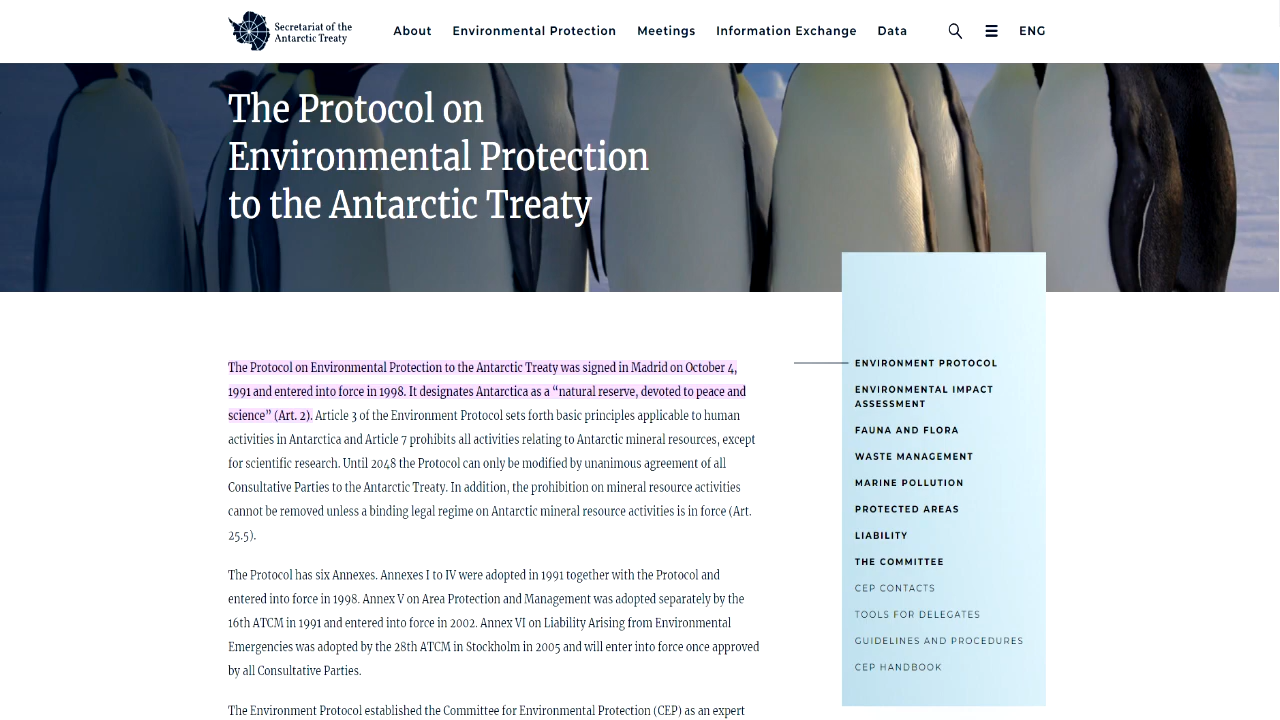 Secretariat of the
Antarctic Treaty
About
Environmental Protection
Meetings
Information Exchange
Data
ENG
The Protocol on
Environmental Protection
to the Antarctic Treaty
The Protocol on Environmental Protection to the Antarctic Treaty was signed in Madrid on October 4,
1991 and entered into force in 1998. It designates Antarctica as a “natural reserve, devoted to peace and
science” (Art. 2). Article 3 of the Environment Protocol sets forth basic principles applicable to human
activities in Antarctica and Article 7 prohibits all activities relating to Antarctic mineral resources, except
for scientific research. Until 2048 the Protocol can only be modified by unanimous agreement of all
Consultative Parties to the Antarctic Treaty. In addition, the prohibition on mineral resource activities
cannot be removed unless a binding legal regime on Antarctic mineral resource activities is in force (Art.
25.5).
The Protocol has six Annexes. Annexes I to IV were adopted in 1991 together with the Protocol and
entered into force in 1998. Annex V on Area Protection and Management was adopted separately by the
16th ATCM in 1991 and entered into force in 2002. Annex VI on Liability Arising from Environmental
Emergencies was adopted by the 28th ATCM in Stockholm in 2005 and will enter into force once approved
by all Consultative Parties.
The Environment Protocol established the Committee for Environmental Protection (CEP) as an expert
ENVIRONMENT PROTOCOL
ENVIRONMENTAL IMPACT
ASSESSMENT
FAUNA AND FLORA
WASTE MANAGEMENT
MARINE POLLUTION
PROTECTED AREAS
LIABILITY
THE COMMITTEE
CEP CONTACTS
TOOLS FOR DELEGATES
GUIDELINES AND PROCEDURES
CEP HANDBOOK